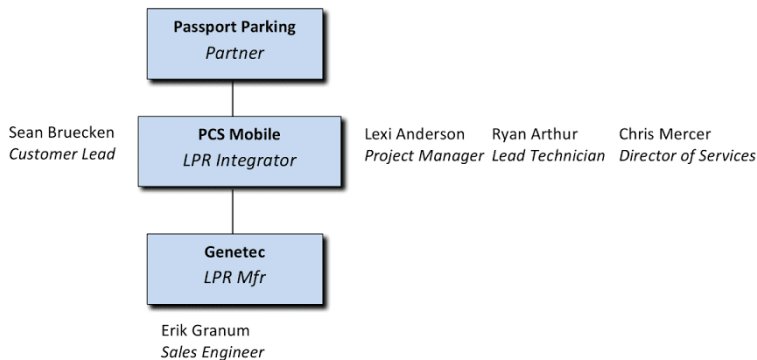 Passport Parking
Partner
Sean Bruecken
Customer Lead
PCS Mobile
LPR Integrator
Lexi Anderson
Project Manager
Ryan Arthur
Lead Technician
Chris Mercer
Director of Services
Genetec
LPR Mfr
Erik Granum
Sales Engineer